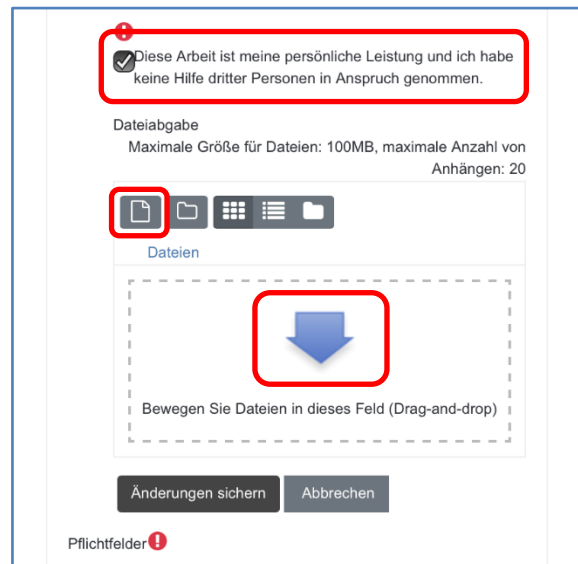 Diese Arbeit ist meine persönliche Leistung und ich habe
keine Hilfe dritter Personen in Anspruch genommen.
Dateiabgabe
Maximale Größe für Dateien: 100MB, maximale Anzahl von
Anhängen: 20
Dateien
Bewegen Sie Dateien in dieses Feld (Drag-and-drop)
Änderungen sichern Abbrechen
Pflichtfelder